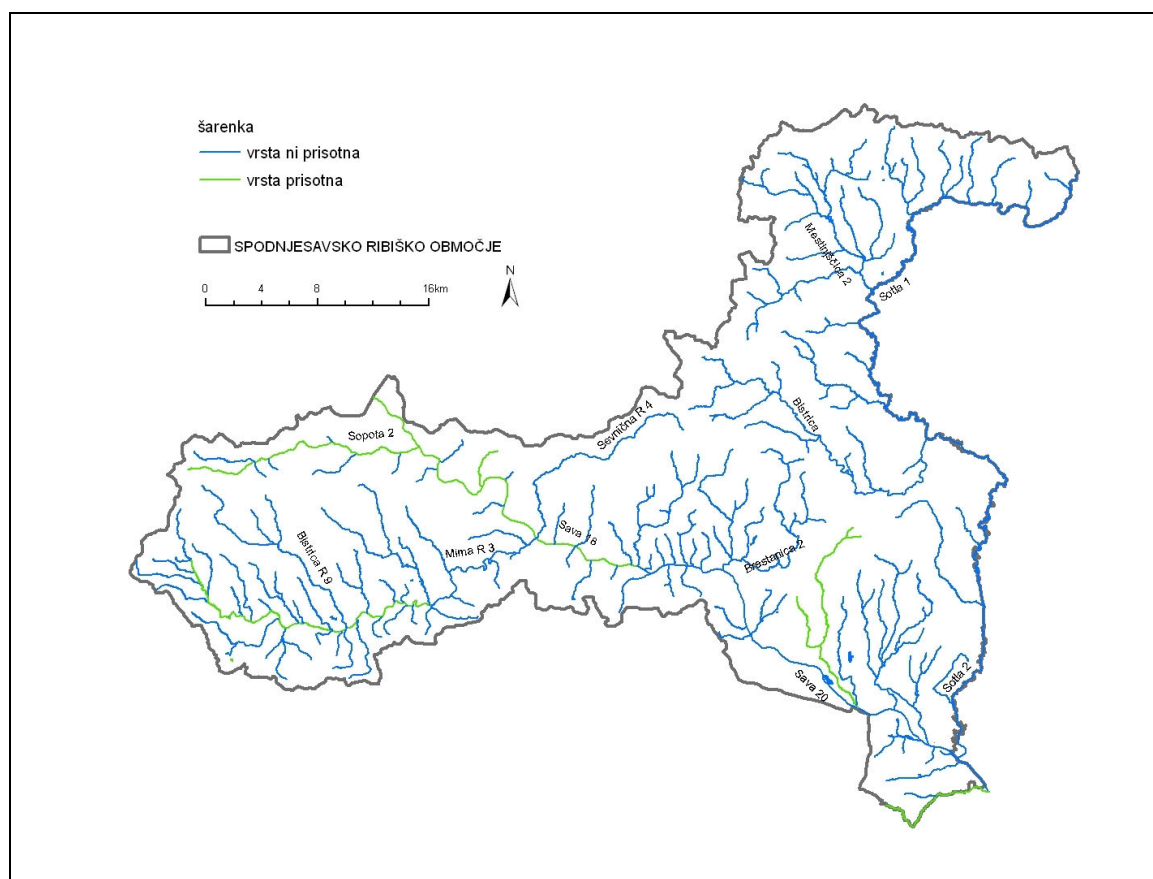 šarenka
vrsta ni prisotna
vrsta prisotna
SPODNJESAVSKO RIBIŠKO OBMOČJE
0 4 8 16km
N
Mestinjščica 2
Sotla 1
Bistrica
Sevnična R 4
Sopota 2
Sava 18
Mirna R 3
Bistrica R 9
Brestanica 2
Sava 20
Sotla 2